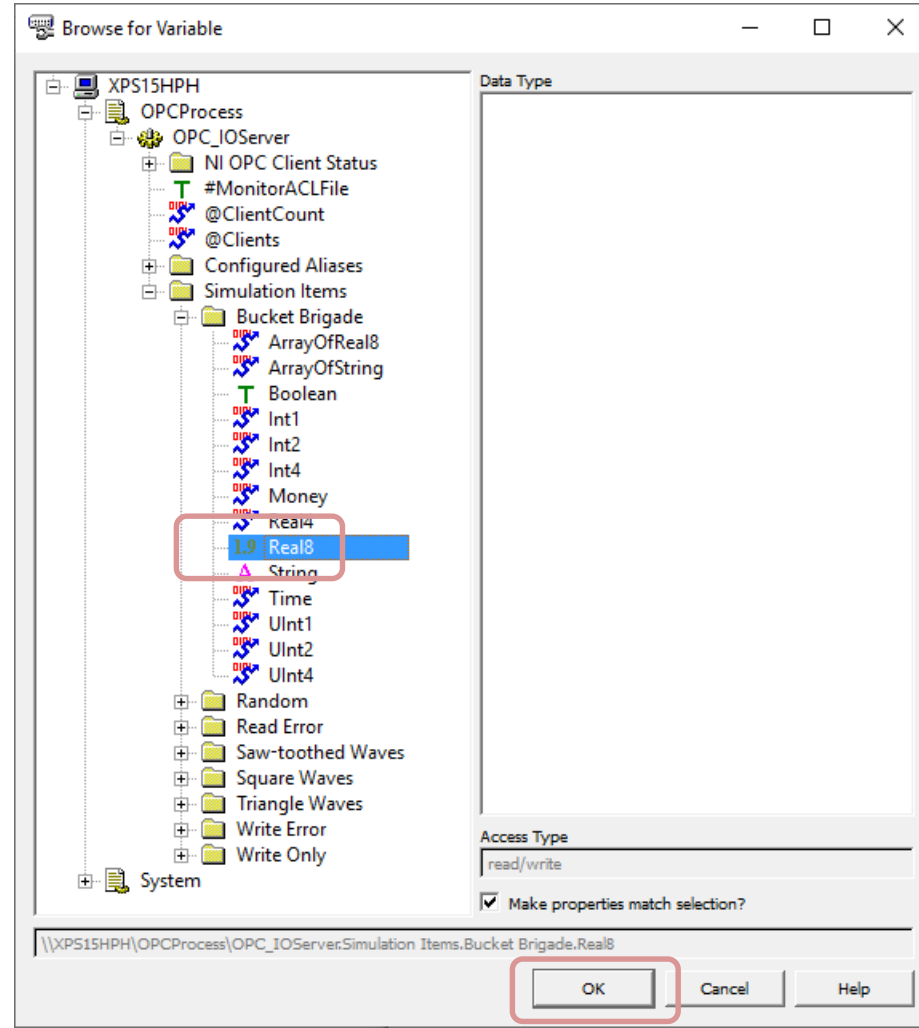 Browse for Variable
XPS15HPH
OPCProcess
OPC_IOServer
NI OPC Client Status
#MonitorACLFile
@ClientCount
@Clients
Configured Aliases
Simulation Items
Bucket Brigade
ArrayOfReal8
ArrayOfString
Boolean
Int1
Int2
Int4
Money
Real4
1.9 Real8
String
Time
UInt1
UInt2
UInt4
Random
Read Error
Saw-toothed Waves
Square Waves
Triangle Waves
Write Error
Write Only
System
Data Type
Access Type
read/write
Make properties match selection?
\\XPS15HPH\OPCProcess\OPC_IOServer.Simulation Items.Bucket Brigade.Real8
OK Cancel Help